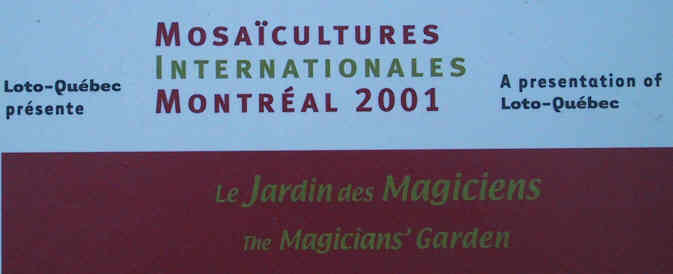 Loto-Québec
présente
MOSAÏCULTURES
INTERNATIONALES
MONTRÉAL 2001
A presentation of
Loto-Québec
Le Jardin des Magiciens
The Magicians' Garden